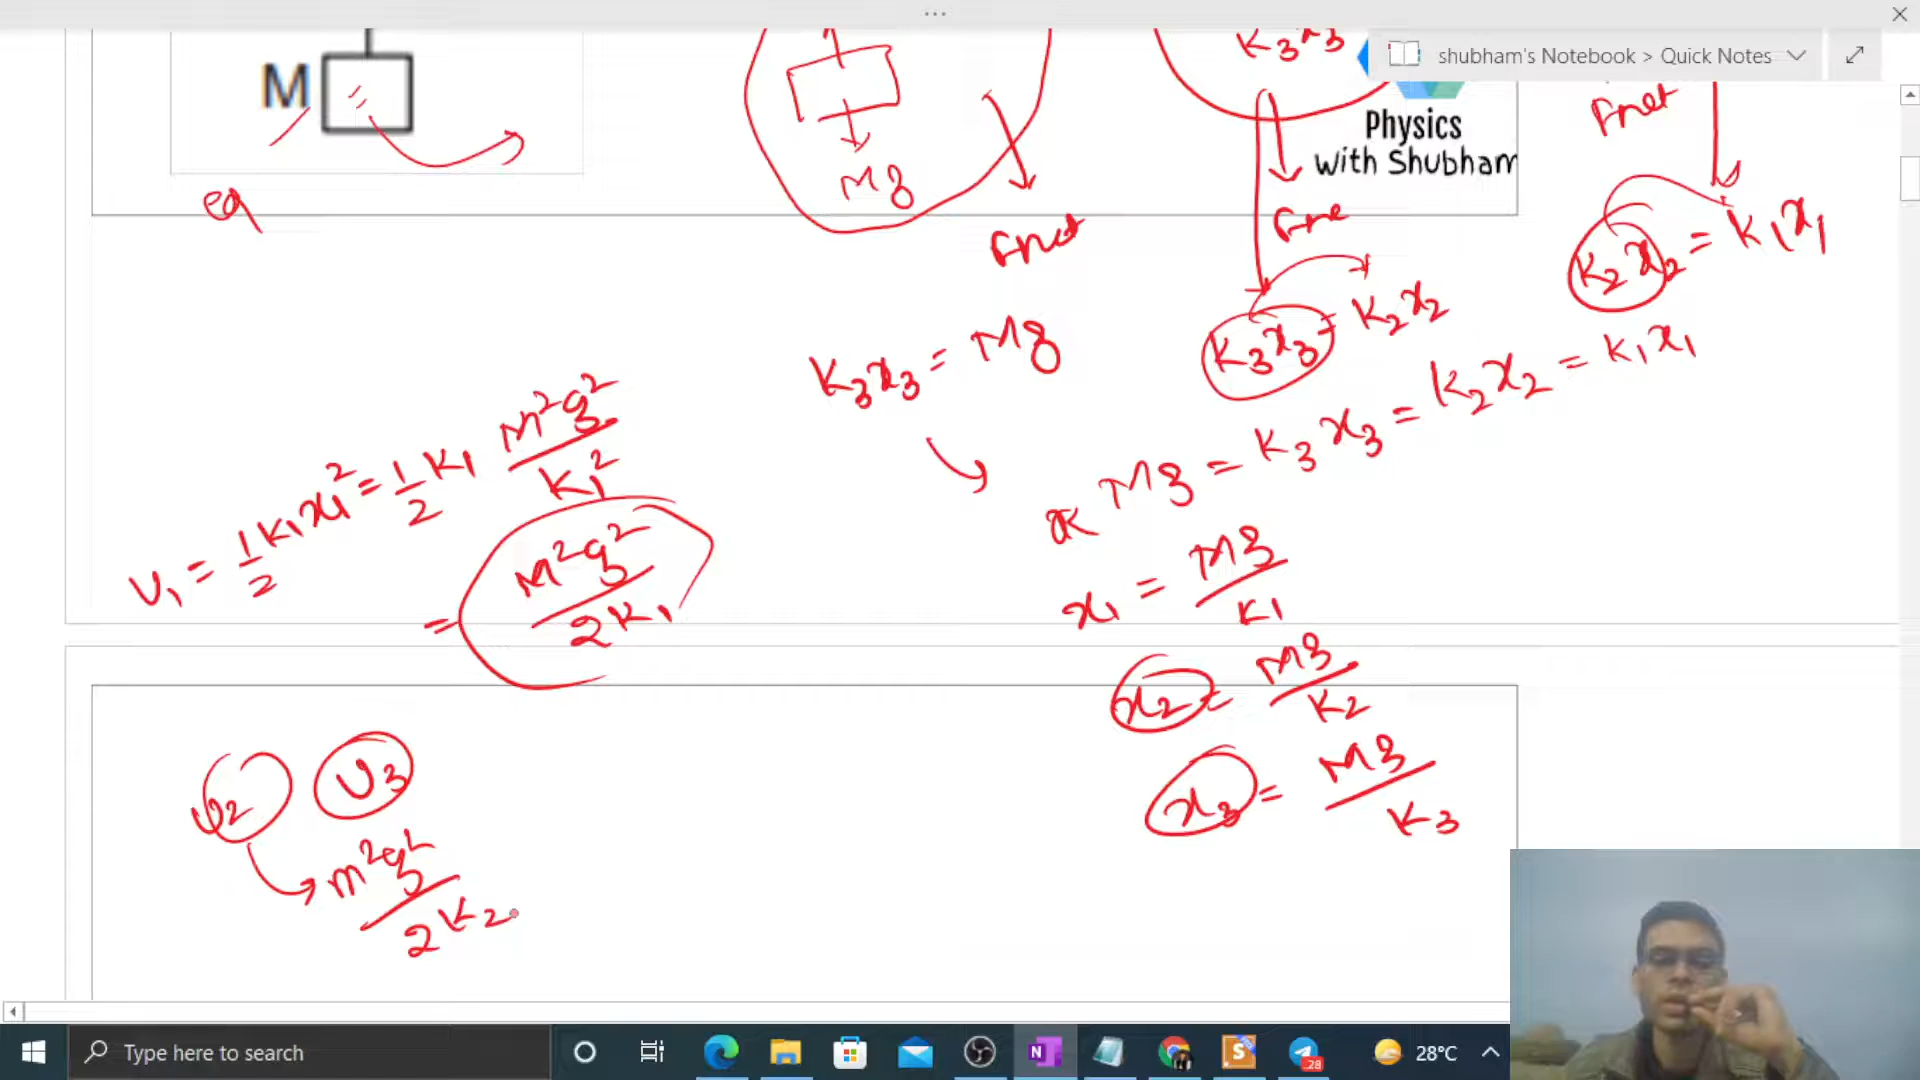 ...
shubham's Notebook > Quick Notes
M
K3x3
Fnet
Physics
with Shubham
Mg
eq
Fnet
Fne
K2x2 = K1x1
K3x3 = Mg
K3x3 = K2x2
x Mg = K3x3 = K2x2 = K1x1
U1 = 1/2 K1x1² = 1/2 K1 M²g²/K1²
= M²g²/2K1
x1 = Mg/K1
x2 = Mg/K2
x3 = Mg/K3
U2 U3
m²g²/2K2
Type here to search
N
S
28
28°C